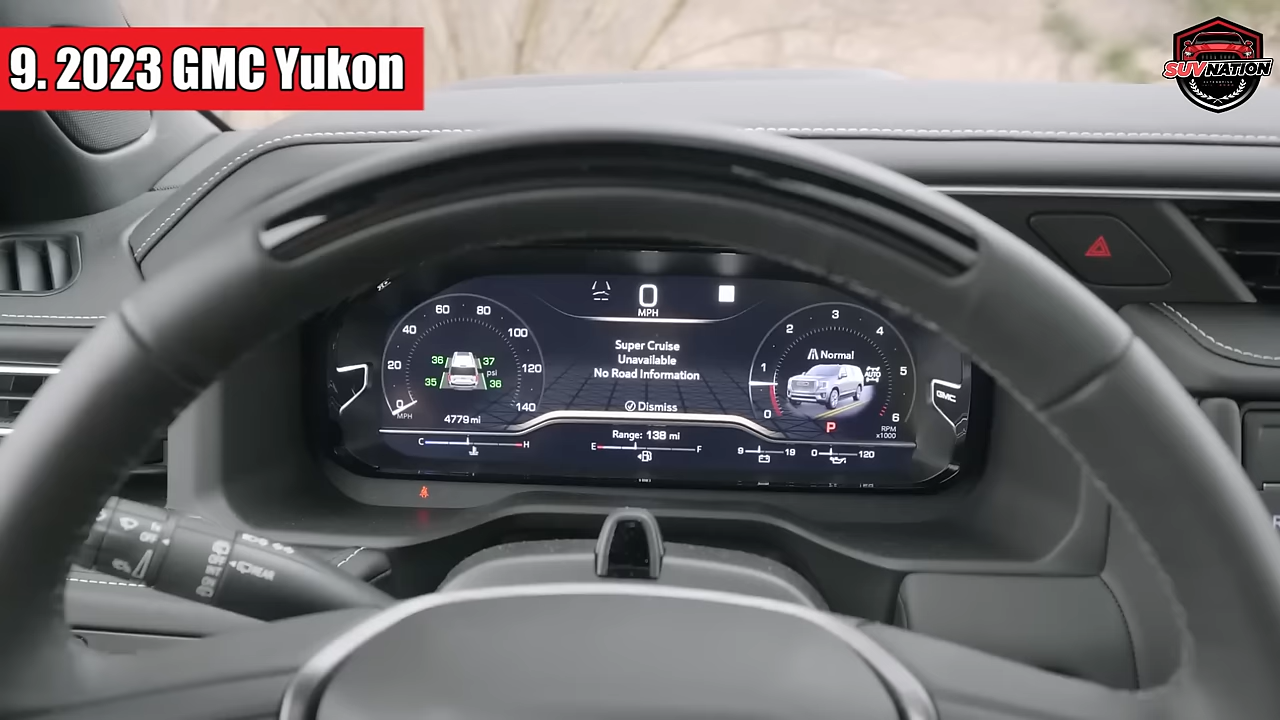 9. 2023 GMC Yukon
SUVNATION
0
MPH
Super Cruise
Unavailable
No Road Information
Dismiss
0 20 40 60 80 100 120 140
MPH
36 37
psi
35 36
4779 mi
0 1 2 3 4 5 6
Normal
AUTO
P
RPM
x1000
GMC
C H
Range: 138 mi
E F
9 19
0 120